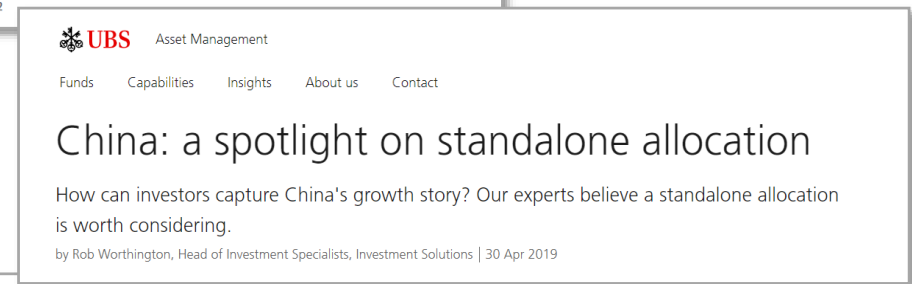 2
UBS Asset Management
Funds Capabilities Insights About us Contact
China: a spotlight on standalone allocation
How can investors capture China's growth story? Our experts believe a standalone allocation
is worth considering.
by Rob Worthington, Head of Investment Specialists, Investment Solutions | 30 Apr 2019